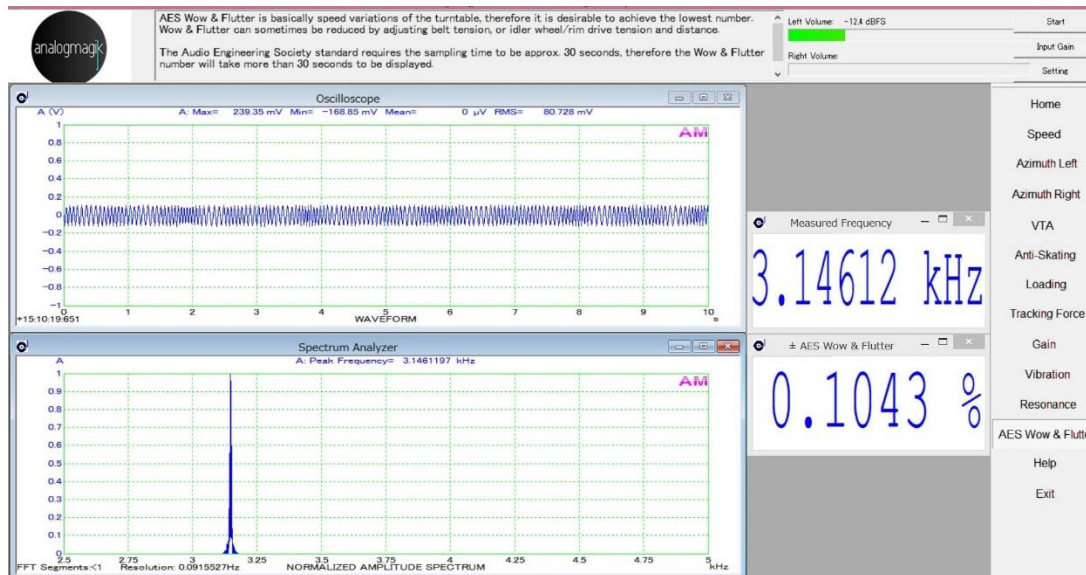 analogmagik
AES Wow & Flutter is basically speed variations of the turntable, therefore it is desirable to achieve the lowest number.
Wow & Flutter can sometimes be reduced by adjusting belt tension, or idler wheel/rim drive tension and distance.
The Audio Engineering Society standard requires the sampling time to be approx. 30 seconds, therefore the Wow & Flutter
number will take more than 30 seconds to be displayed.
Left Volume: -12.4 dBFS
Right Volume:
Start
Input Gain
Setting
Oscilloscope
A (V)
A: Max= 239.35 mV Min= -168.85 mV Mean= 0 µV RMS= 80.728 mV
AM
1
0.8
0.6
0.4
0.2
0
-0.2
-0.4
-0.6
-0.8
-1
0 1 2 3 4 5 6 7 8 9 10
+15:10:19:651
WAVEFORM
s
Spectrum Analyzer
A
A: Peak Frequency= 3.1461197 kHz
AM
1
0.9
0.8
0.7
0.6
0.5
0.4
0.3
0.2
0.1
0
2.5 2.75 3 3.25 3.5 3.75 4 4.25 4.5 4.75 5
FFT Segments:<1 Resolution: 0.0915527Hz NORMALIZED AMPLITUDE SPECTRUM kHz
Measured Frequency
3.14612 kHz
± AES Wow & Flutter
0.1043 %
Home
Speed
Azimuth Left
Azimuth Right
VTA
Anti-Skating
Loading
Tracking Force
Gain
Vibration
Resonance
AES Wow & Flutte
Help
Exit